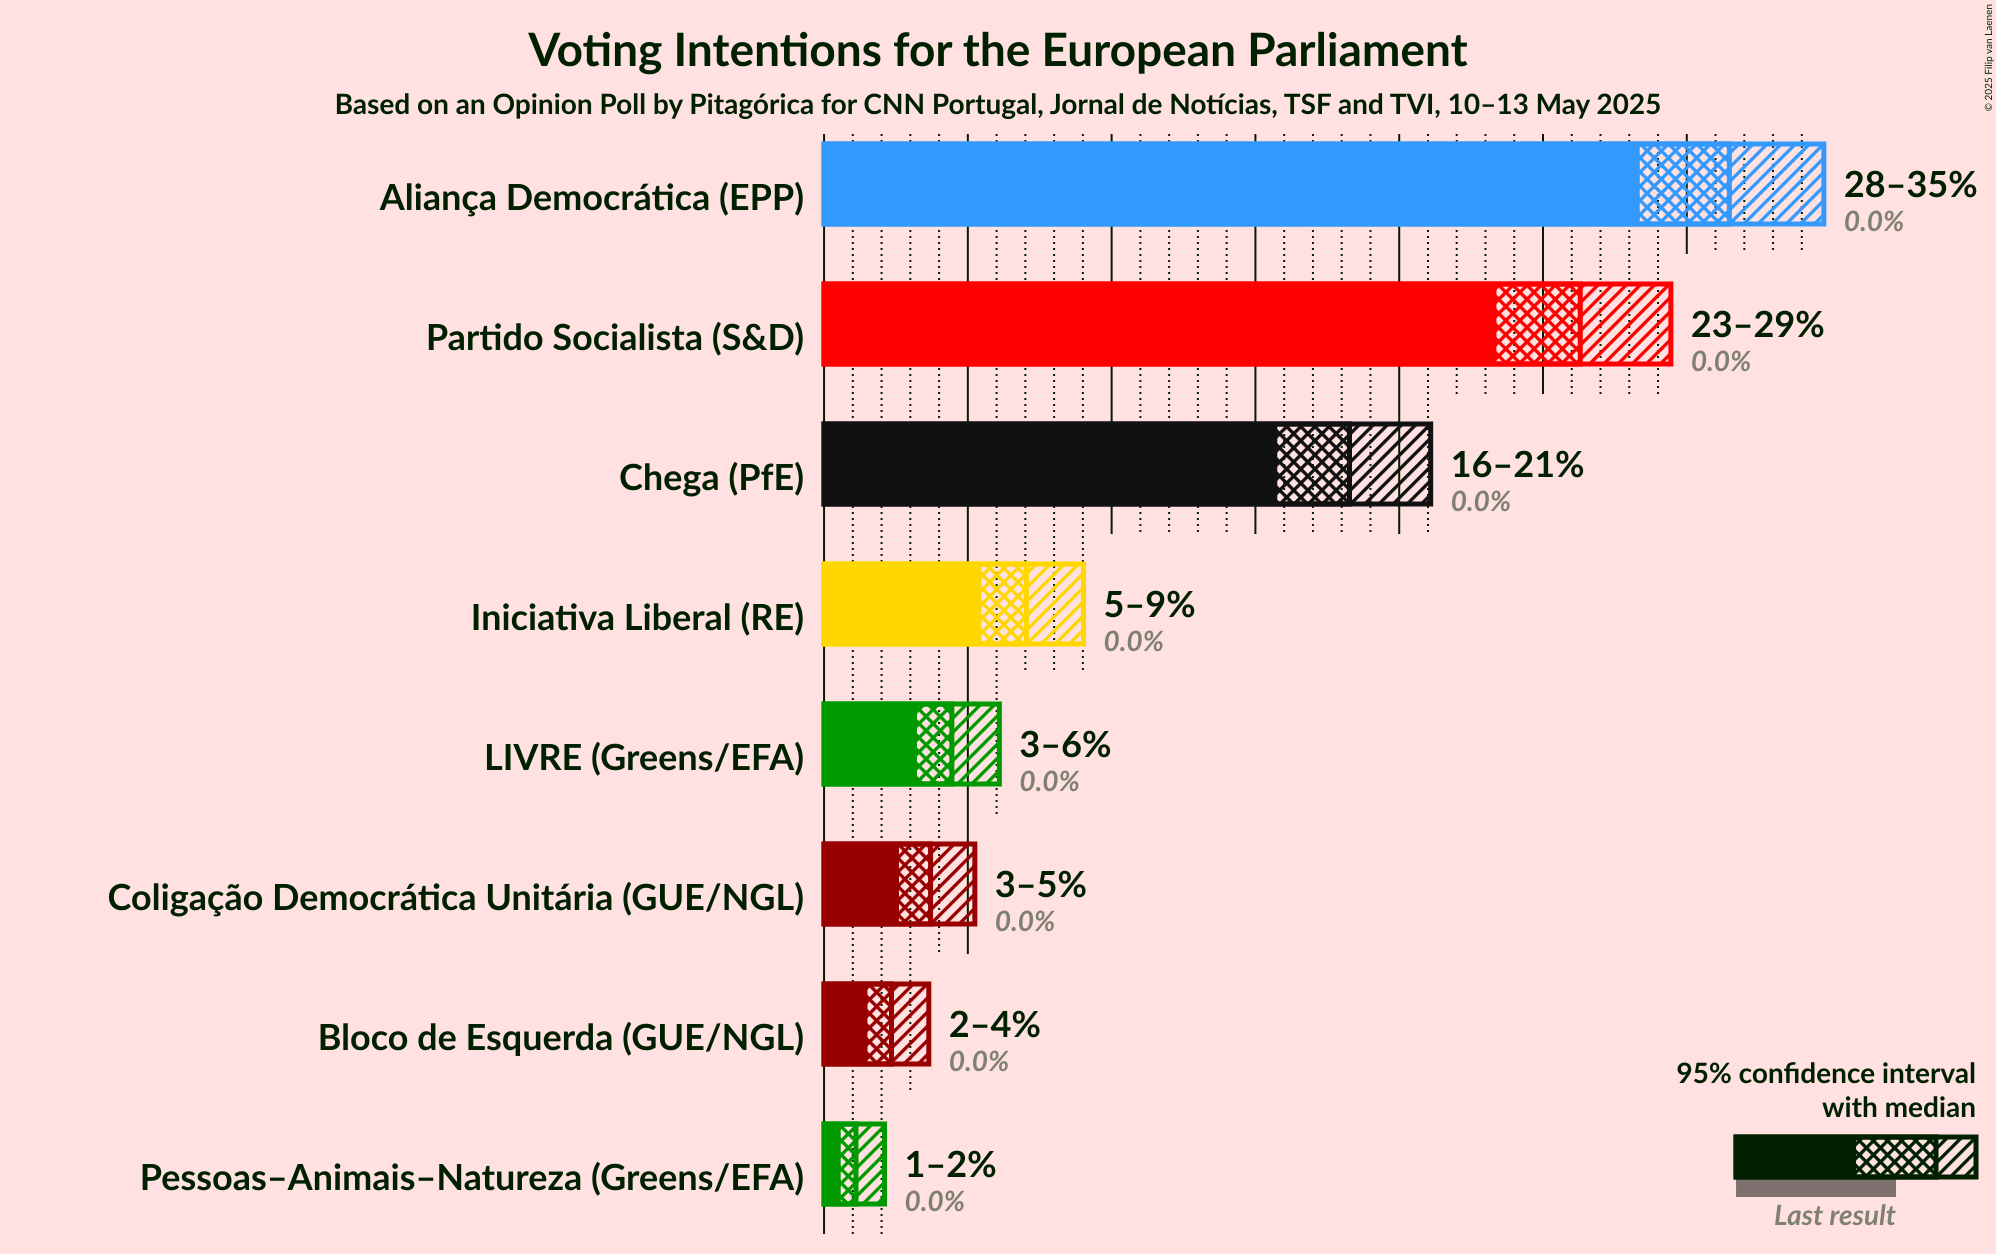 Voting Intentions for the European Parliament
Based on an Opinion Poll by Pitagórica for CNN Portugal, Jornal de Notícias, TSF and TVI, 10–13 May 2025
© 2025 Filip van Laenen
Aliança Democrática (EPP)
28–35%
0.0%
Partido Socialista (S&D)
23–29%
0.0%
Chega (PfE)
16–21%
0.0%
Iniciativa Liberal (RE)
5–9%
0.0%
LIVRE (Greens/EFA)
3–6%
0.0%
Coligação Democrática Unitária (GUE/NGL)
3–5%
0.0%
Bloco de Esquerda (GUE/NGL)
2–4%
0.0%
Pessoas–Animais–Natureza (Greens/EFA)
1–2%
0.0%
95% confidence interval
with median
Last result